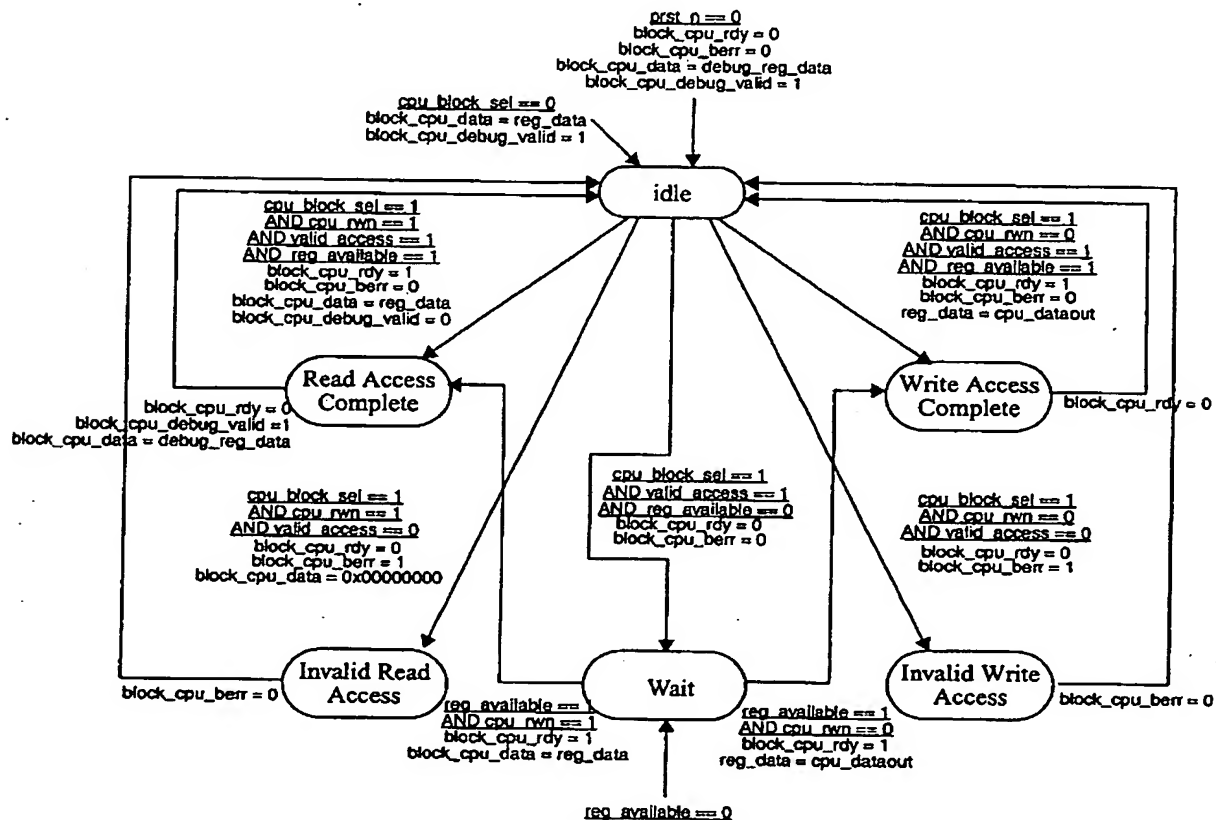 prst_n == 0
block_cpu_rdy = 0
block_cpu_berr = 0
block_cpu_data = debug_reg_data
block_cpu_debug_valid = 1
cpu_block_sel == 0
block_cpu_data = reg_data
block_cpu_debug_valid = 1
idle
cpu_block_sel == 1
AND cpu_rwn == 1
AND valid_access == 1
AND reg_available == 1
block_cpu_rdy = 1
block_cpu_berr = 0
block_cpu_data = reg_data
block_cpu_debug_valid = 0
cpu_block_sel == 1
AND cpu_rwn == 0
AND valid_access == 1
AND reg_available == 1
block_cpu_rdy = 1
block_cpu_berr = 0
reg_data = cpu_dataout
Read Access
Complete
block_cpu_rdy = 0
block_cpu_debug_valid =1
block_cpu_data = debug_reg_data
Write Access
Complete
block_cpu_rdy = 0
cpu_block_sel == 1
AND cpu_rwn == 1
AND valid_access == 0
block_cpu_rdy = 0
block_cpu_berr = 1
block_cpu_data = 0x00000000
cpu_block_sel == 1
AND valid_access == 1
AND reg_available == 0
block_cpu_rdy = 0
block_cpu_berr = 0
cpu_block_sel == 1
AND cpu_rwn == 0
AND valid_access == 0
block_cpu_rdy = 0
block_cpu_berr = 1
Invalid Read
Access
block_cpu_berr = 0
Wait
Invalid Write
Access
block_cpu_berr = 0
reg_available == 1
AND cpu_rwn == 1
block_cpu_rdy = 1
block_cpu_data = reg_data
reg_available == 1
AND cpu_rwn == 0
block_cpu_rdy = 1
reg_data = cpu_dataout
reg_available == 0